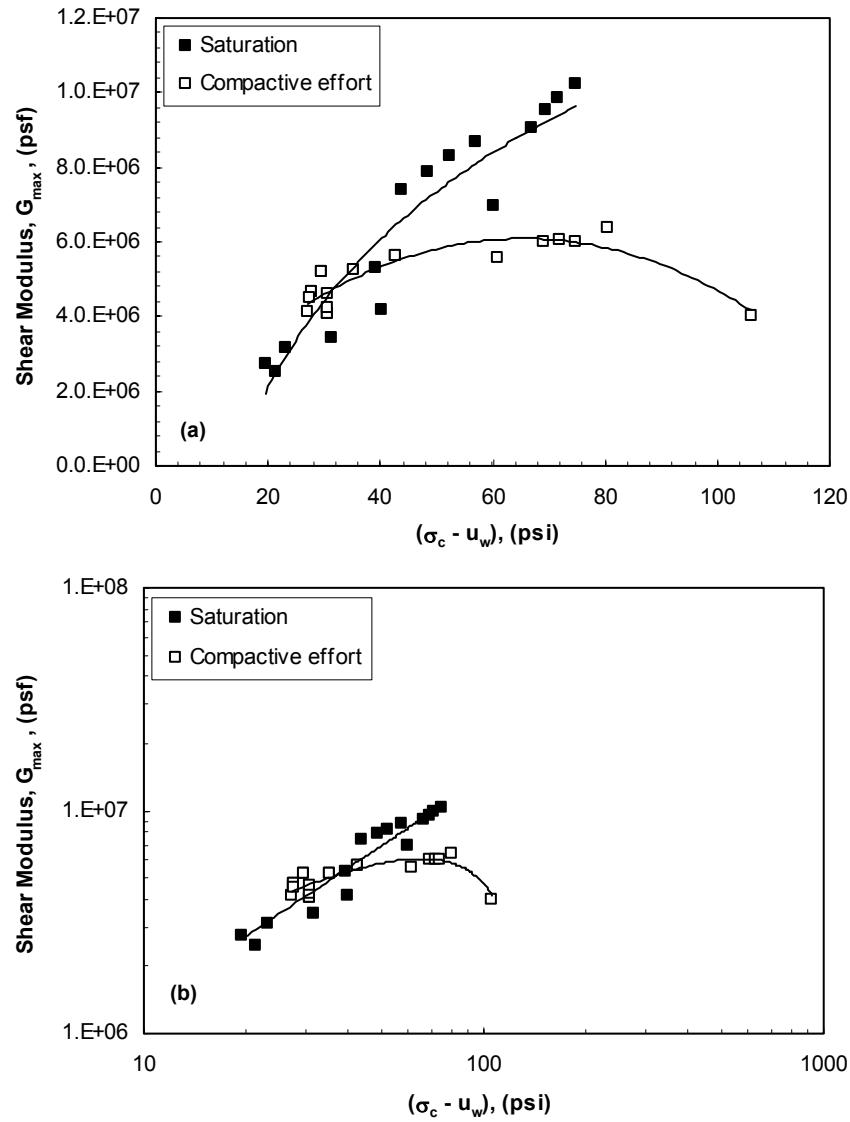 1.2.E+07
1.0.E+07
8.0.E+06
6.0.E+06
4.0.E+06
2.0.E+06
0.0.E+00
Shear Modulus, Gmax , (psf)
Saturation
Compactive effort
(a)
0 20 40 60 80 100 120
(σc - uw), (psi)
1.E+08
1.E+07
1.E+06
Shear Modulus, Gmax , (psf)
Saturation
Compactive effort
(b)
10 100 1000
(σc - uw), (psi)